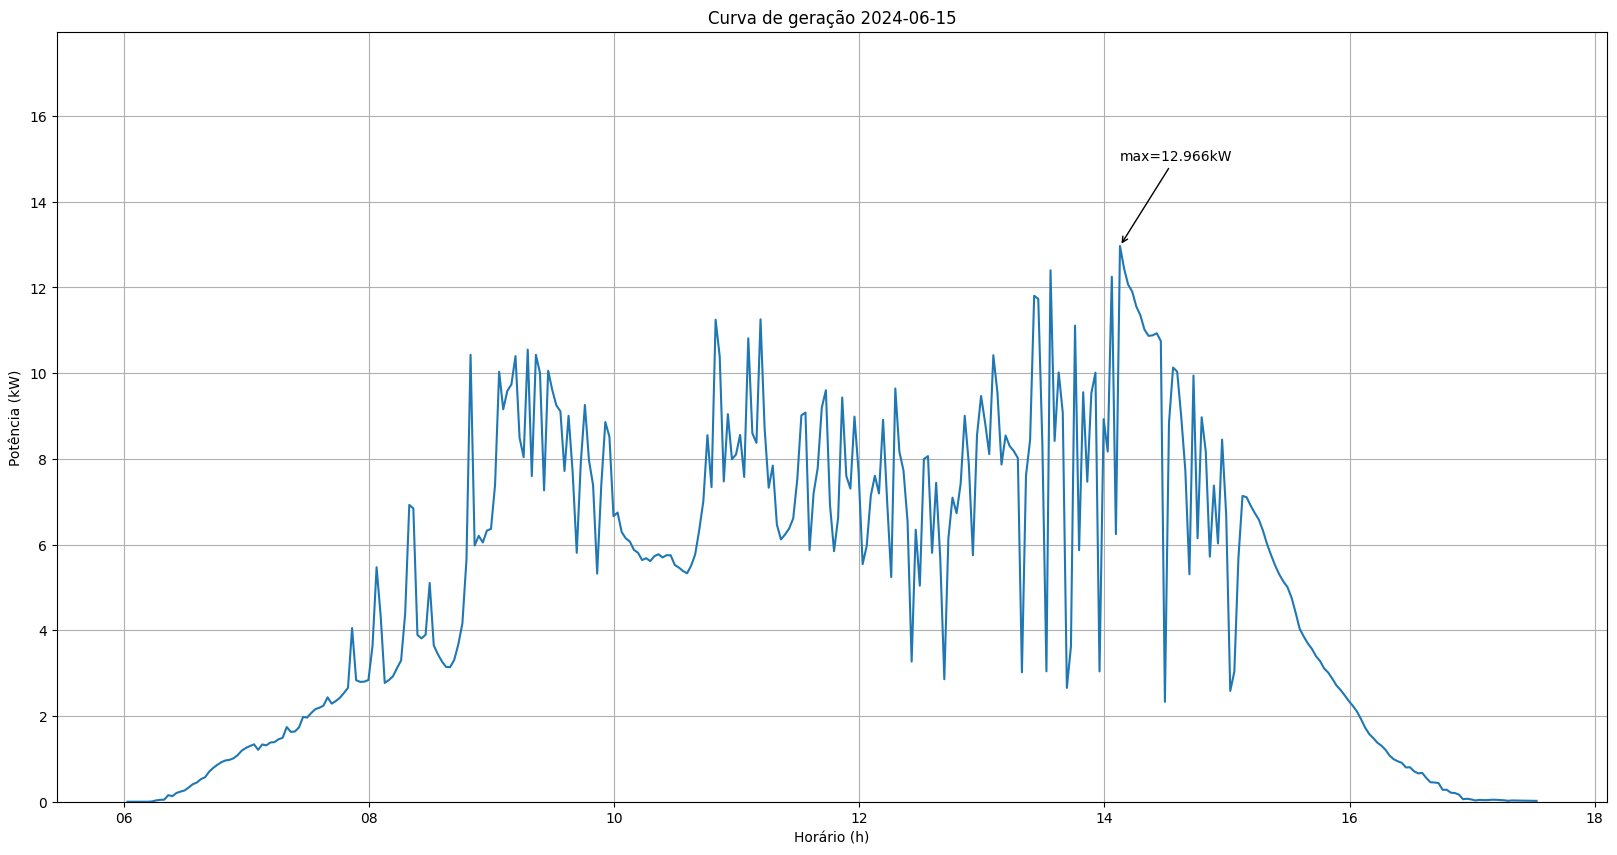 Curva de geração 2024-06-15
16
max=12.966kW
14
12
10
Potência (kW)
8
6
4
2
0
06 08 10 12 14 16 18
Horário (h)